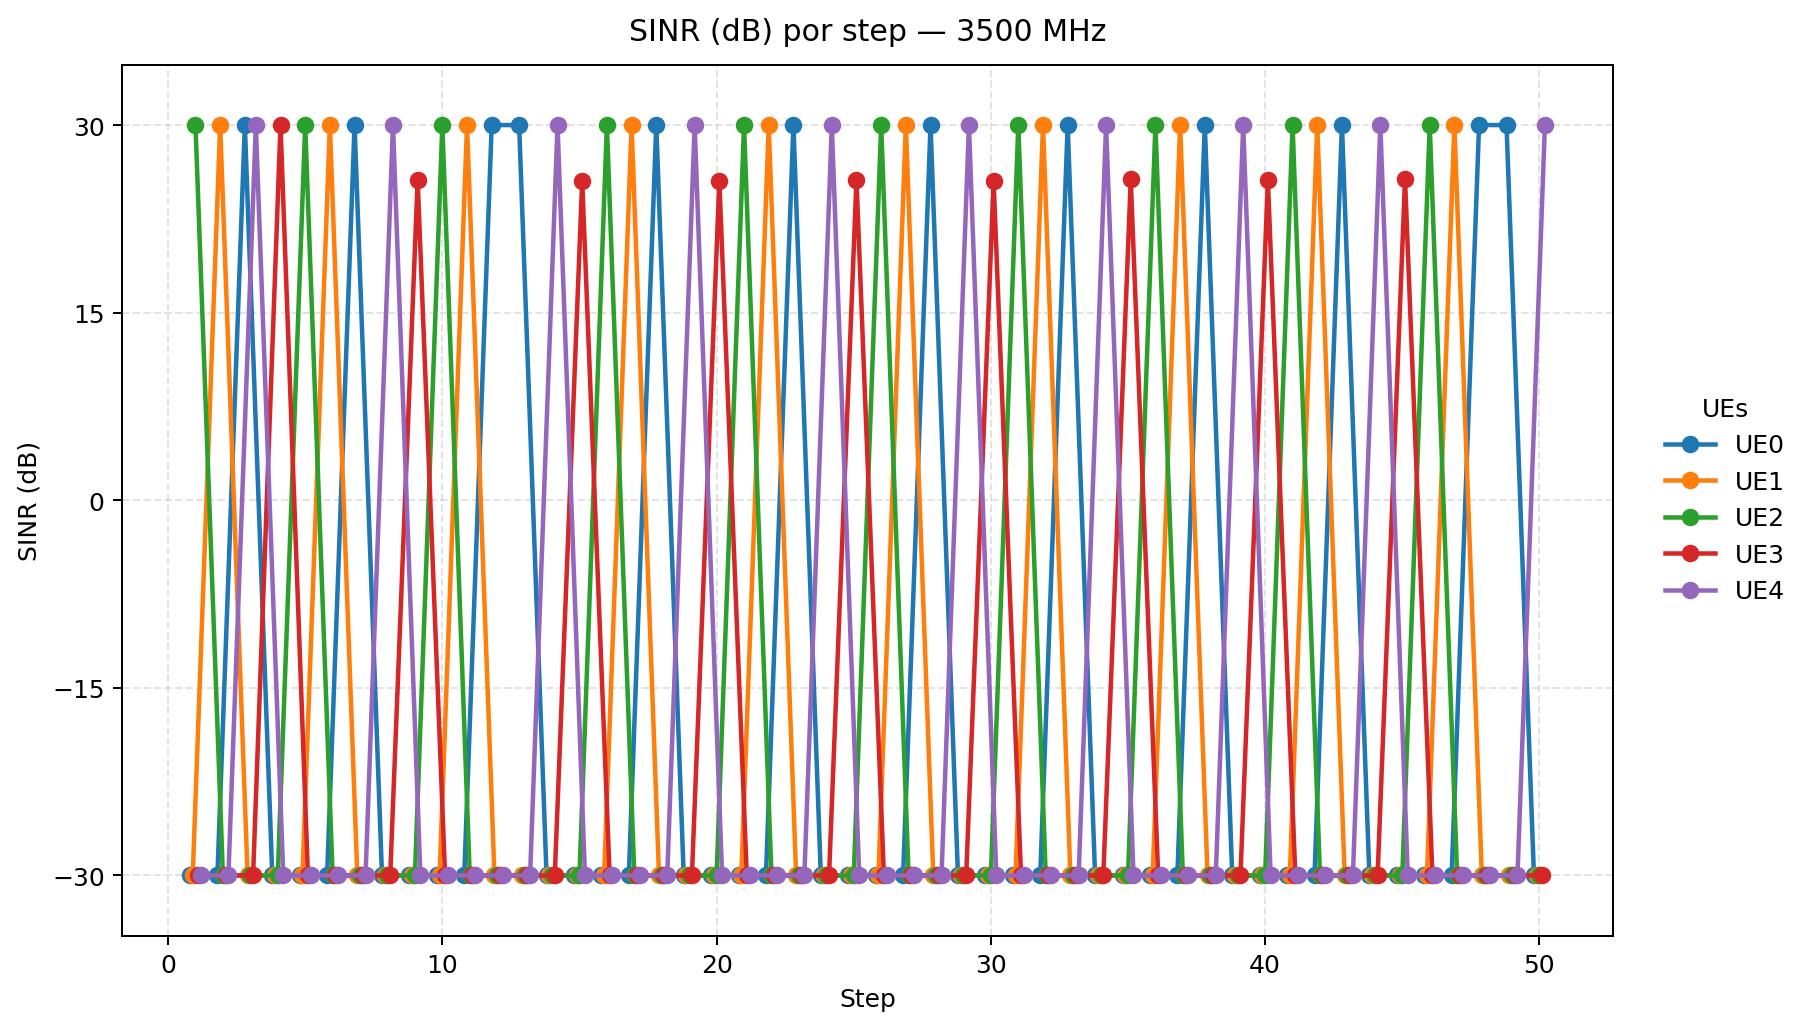 SINR (dB) por step — 3500 MHz
30
15
0
−15
−30
SINR (dB)
0
10
20
30
40
50
Step
UEs
UE0
UE1
UE2
UE3
UE4